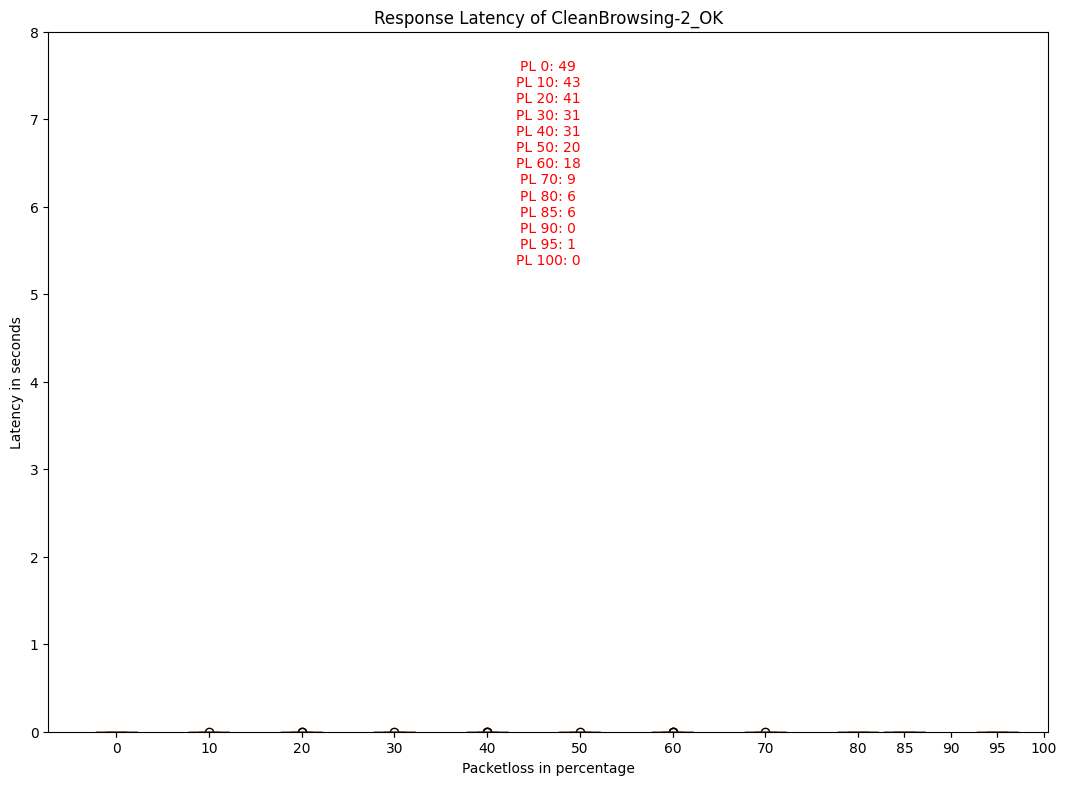 Response Latency of CleanBrowsing-2_OK
8
7
6
5
4
3
2
1
0
Latency in seconds
PL 0: 49
PL 10: 43
PL 20: 41
PL 30: 31
PL 40: 31
PL 50: 20
PL 60: 18
PL 70: 9
PL 80: 6
PL 85: 6
PL 90: 0
PL 95: 1
PL 100: 0
0 10 20 30 40 50 60 70 80 85 90 95 100
Packetloss in percentage